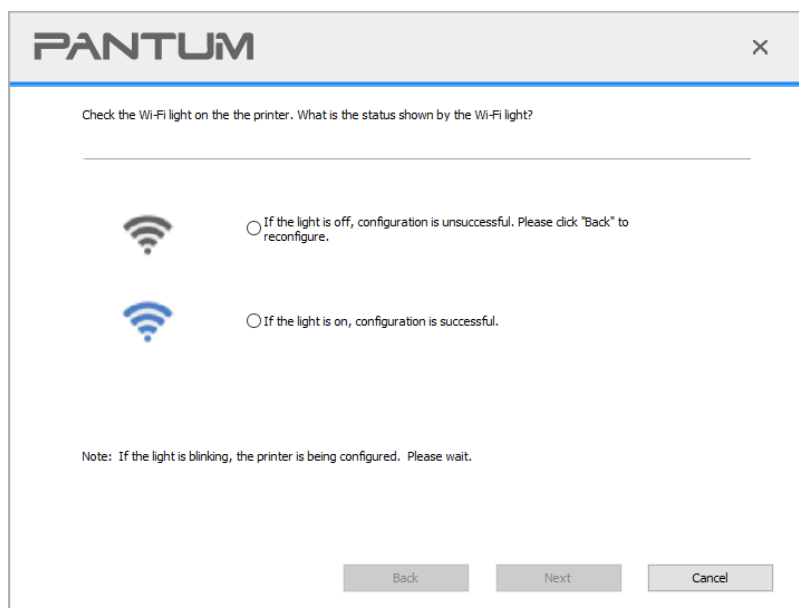 PANTUM
Check the Wi-Fi light on the the printer. What is the status shown by the Wi-Fi light?
If the light is off, configuration is unsuccessful. Please click "Back" to
reconfigure.
If the light is on, configuration is successful.
Note: If the light is blinking, the printer is being configured. Please wait.
Back
Next
Cancel